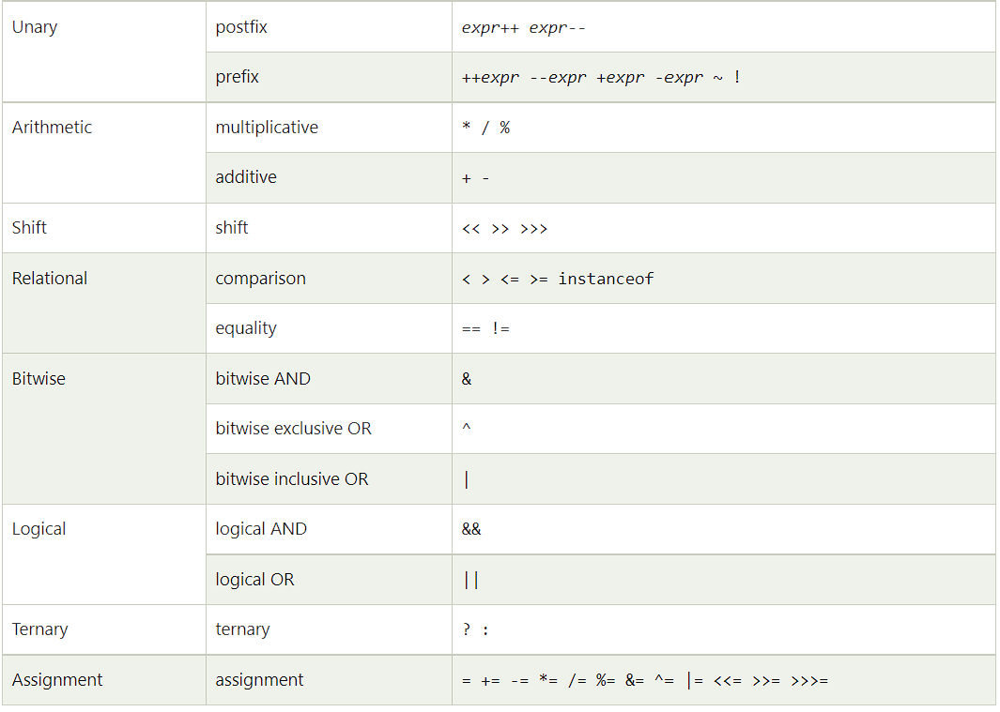 Unary postfix expr++ expr--
prefix ++expr --expr +expr -expr ~ !
Arithmetic multiplicative * / %
additive + -
Shift shift << >> >>>
Relational comparison < > <= >= instanceof
equality == !=
Bitwise bitwise AND &
bitwise exclusive OR ^
bitwise inclusive OR |
Logical logical AND &&
logical OR ||
Ternary ternary ? :
Assignment assignment = += -= *= /= %= &= ^= |= <<= >>= >>>=